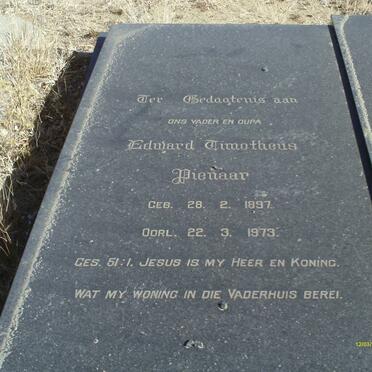 Ter Gedagtenis aan
ONS VADER EN OUPA
Edward Timotheus
Pienaar
GEB. 28. 2. 1897.
OORL. 22. 3. 1973.
GES. 51:1. JESUS IS MY HEER EN KONING.
WAT MY WONING IN DIE VADERHUIS BEREI.